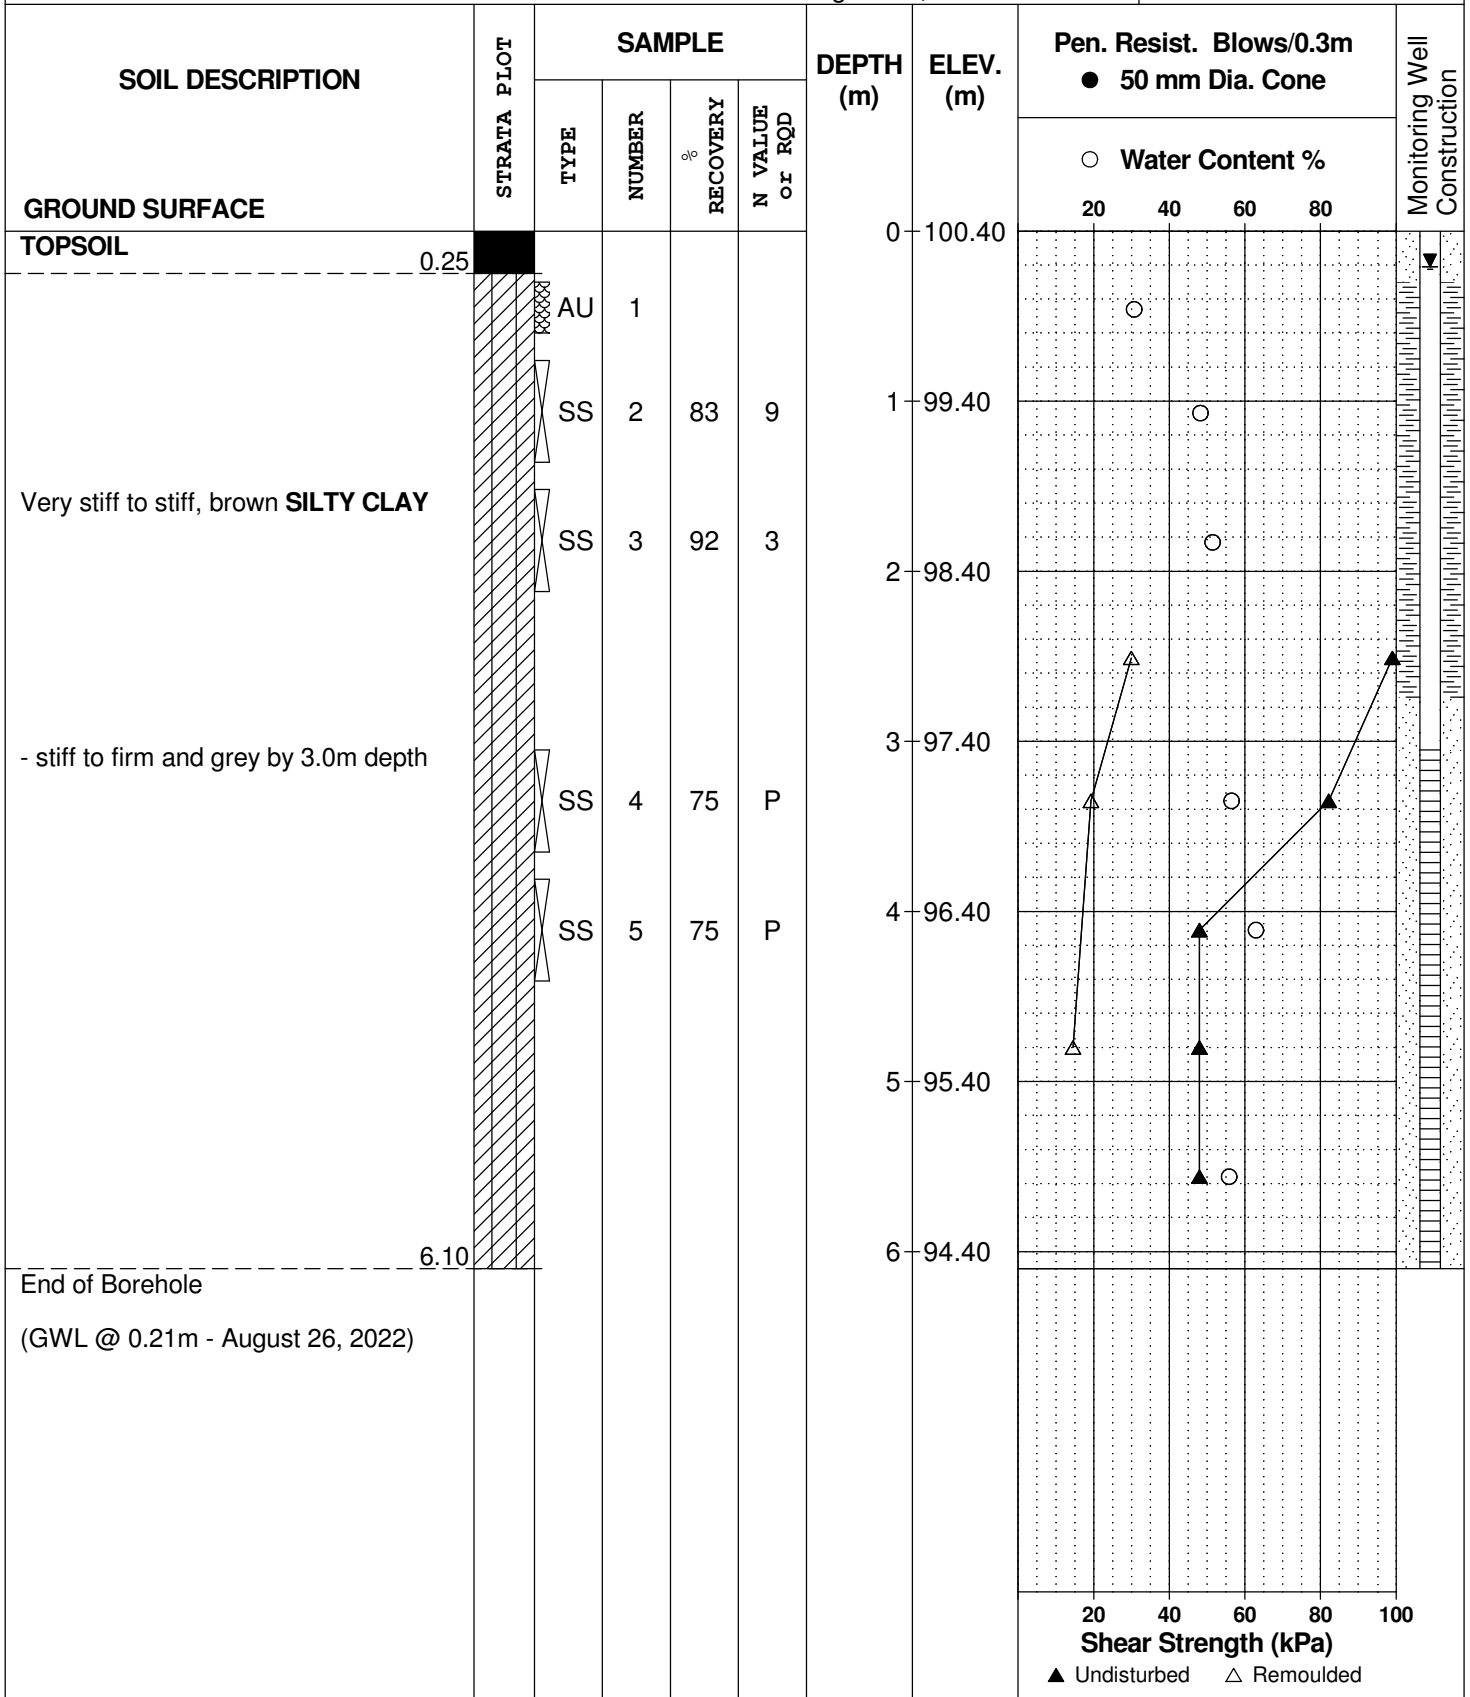 SOIL DESCRIPTION
GROUND SURFACE
STRATA PLOT
SAMPLE
TYPE
NUMBER
%
RECOVERY
N VALUE
or RQD
DEPTH
(m)
ELEV.
(m)
Pen. Resist. Blows/0.3m
● 50 mm Dia. Cone
○ Water Content %
20 40 60 80
Monitoring Well
Construction
TOPSOIL
0.25
0 100.40
AU 1
SS 2 83 9
1 99.40
Very stiff to stiff, brown SILTY CLAY
SS 3 92 3
2 98.40
3 97.40
- stiff to firm and grey by 3.0m depth
SS 4 75 P
4 96.40
SS 5 75 P
5 95.40
6 94.40
6.10
End of Borehole
(GWL @ 0.21m - August 26, 2022)
20 40 60 80 100
Shear Strength (kPa)
▲ Undisturbed △ Remoulded